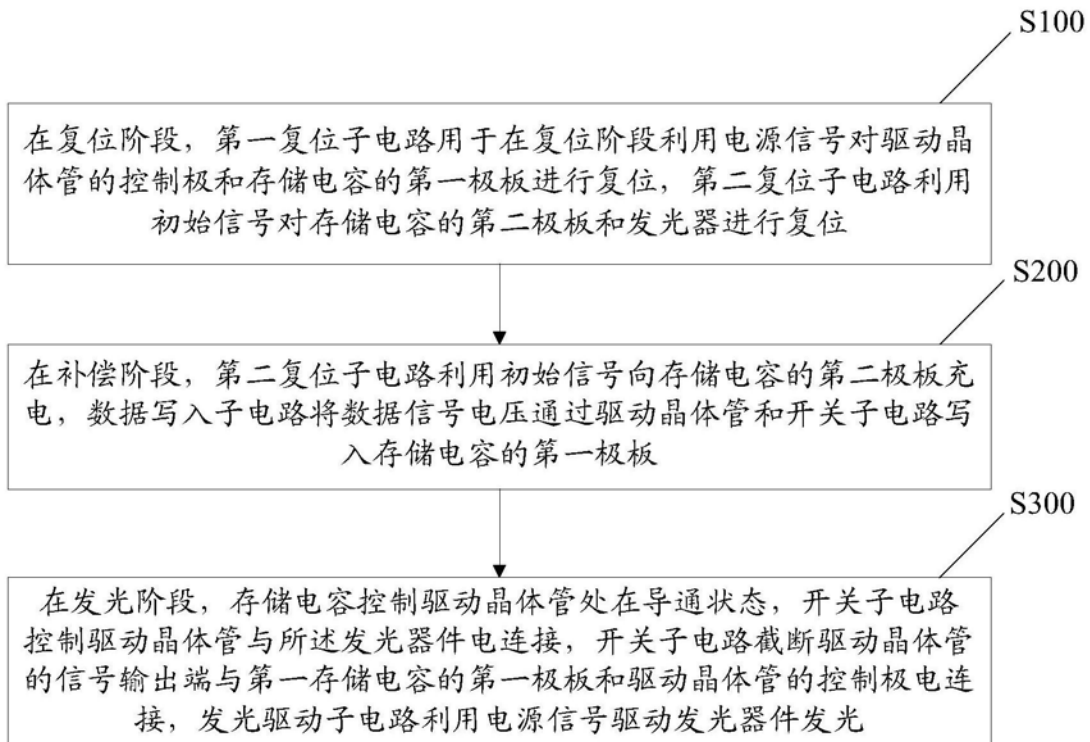 S100
在复位阶段，第一复位子电路用于在复位阶段利用电源信号对驱动晶
体管的控制极和存储电容的第一极板进行复位，第二复位子电路利用
初始信号对存储电容的第二极板和发光器进行复位
S200
在补偿阶段，第二复位子电路利用初始信号向存储电容的第二极板充
电，数据写入子电路将数据信号电压通过驱动晶体管和开关子电路写
入存储电容的第一极板
S300
在发光阶段，存储电容控制驱动晶体管处在导通状态，开关子电路
控制驱动晶体管与所述发光器件电连接，开关子电路截断驱动晶体管
的信号输出端与第一存储电容的第一极板和驱动晶体管的控制极电连
接，发光驱动子电路利用电源信号驱动发光器件发光